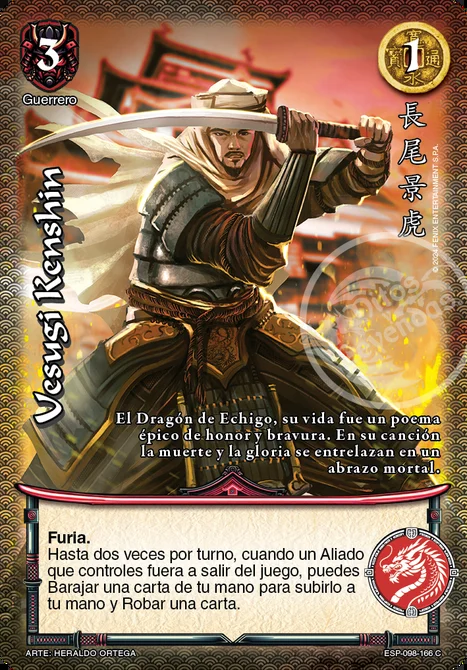 3
Guerrero
1
長尾景虎
© 2024 FENIX ENTERTAINMENT S.P.A.
Uesugi Kenshin
El Dragón de Echigo, su vida fue un poema
épico de honor y bravura. En su canción
la muerte y la gloria se entrelazan en un
abrazo mortal.
Furia.
Hasta dos veces por turno, cuando un Aliado
que controles fuera a salir del juego, puedes
Barajar una carta de tu mano para subirlo a
tu mano y Robar una carta.
ARTE: HERALDO ORTEGA
ESP-098-166 C